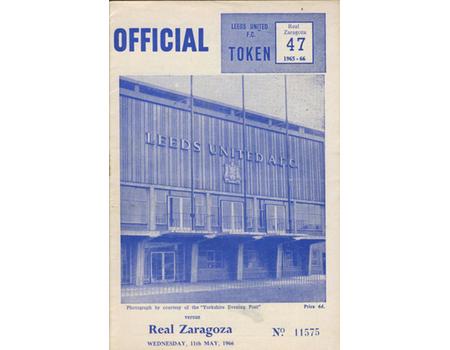 OFFICIAL
LEEDS UNITED
F.C.
TOKEN
Real
Zaragoza
47
1965-66
LEEDS UNITED A.F.C.
Photograph by courtesy of the "Yorkshire Evening Post"
Price 6d.
versus
Real Zaragoza
No 11575
WEDNESDAY, 11th MAY, 1966